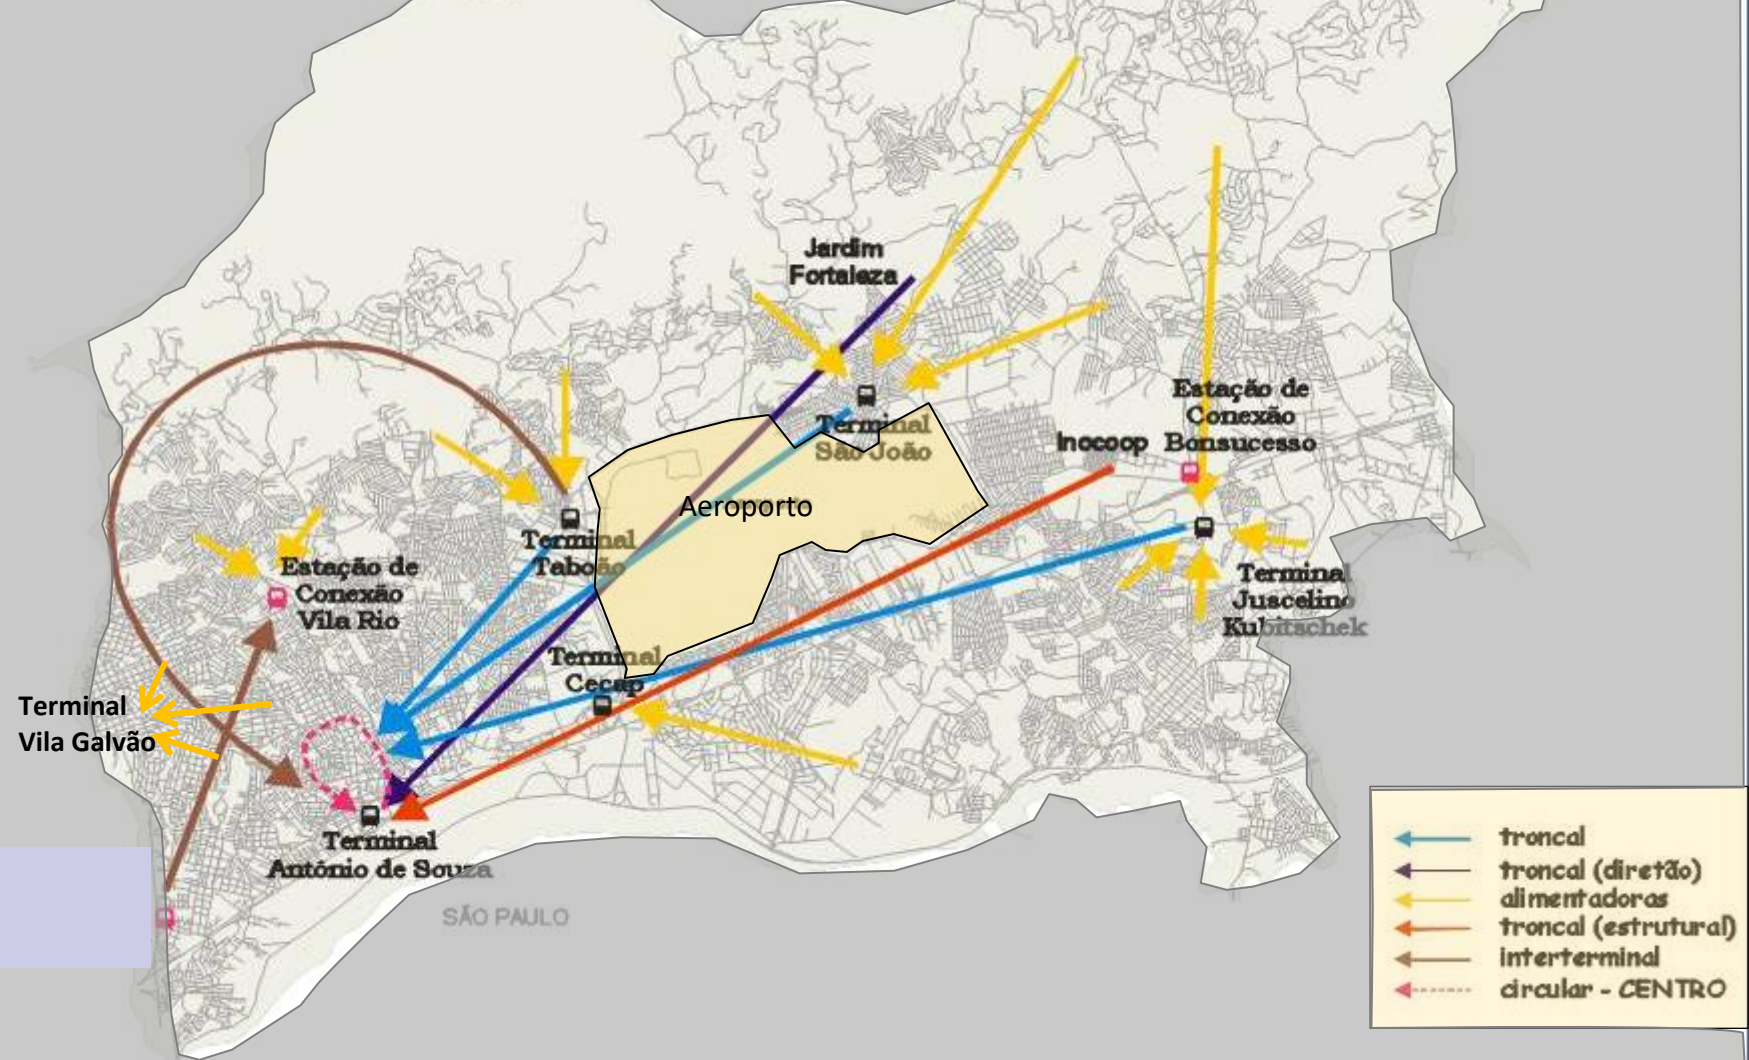 Jardim
Fortaleza
Terminal
São João
Aeroporto
Estação de
Conexão
Bonsucesso
Inocoop
Terminal
Juscelino
Kubitschek
Terminal
Taboão
Estação de
Conexão
Vila Rio
Terminal
Cecap
Terminal
Vila Galvão
Terminal
Antônio de Souza
SÃO PAULO
troncal
troncal (diretão)
alimentadoras
troncal (estrutural)
interterminal
circular - CENTRO